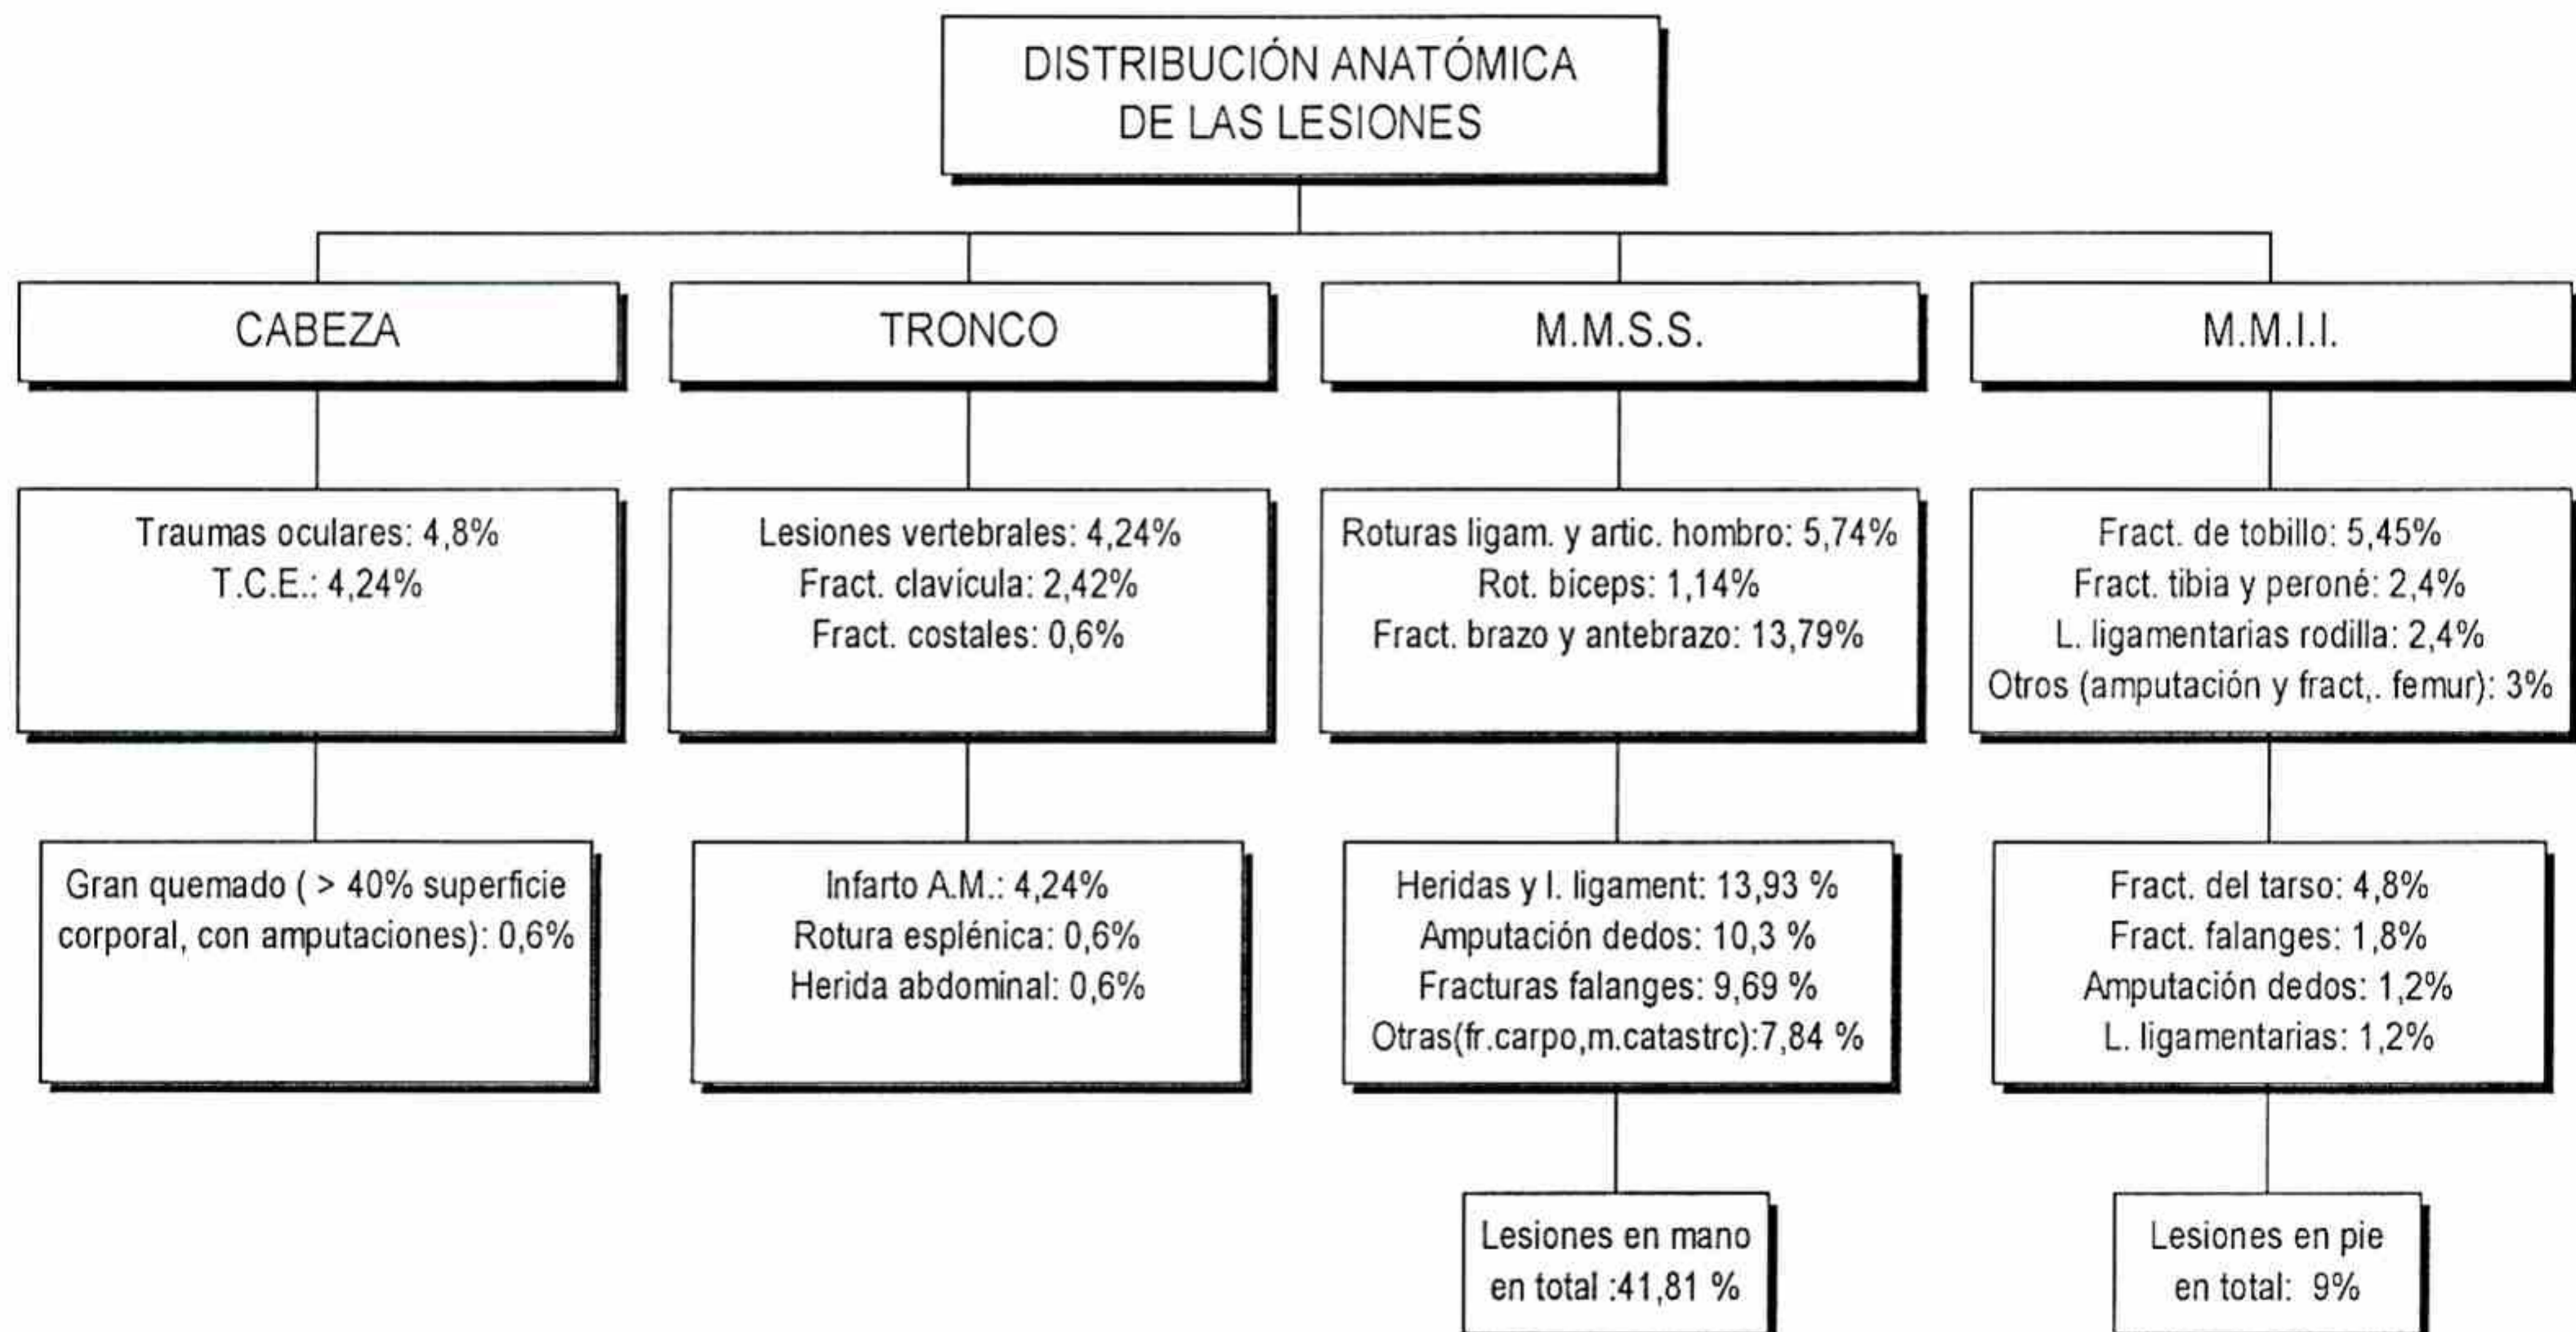 DISTRIBUCIÓN ANATÓMICA
DE LAS LESIONES
CABEZA
TRONCO
M.M.S.S.
M.M.I.I.
Traumas oculares: 4,8%
T.C.E.: 4,24%
Lesiones vertebrales: 4,24%
Fract. clavícula: 2,42%
Fract. costales: 0,6%
Roturas ligam. y artic. hombro: 5,74%
Rot. bíceps: 1,14%
Fract. brazo y antebrazo: 13,79%
Fract. de tobillo: 5,45%
Fract. tibia y peroné: 2,4%
L. ligamentarias rodilla: 2,4%
Otros (amputación y fract,. femur): 3%
Gran quemado ( > 40% superficie
corporal, con amputaciones): 0,6%
Infarto A.M.: 4,24%
Rotura esplénica: 0,6%
Herida abdominal: 0,6%
Heridas y l. ligament: 13,93 %
Amputación dedos: 10,3 %
Fracturas falanges: 9,69 %
Otras(fr.carpo,m.catastrc):7,84 %
Fract. del tarso: 4,8%
Fract. falanges: 1,8%
Amputación dedos: 1,2%
L. ligamentarias: 1,2%
Lesiones en mano
en total :41,81 %
Lesiones en pie
en total: 9%